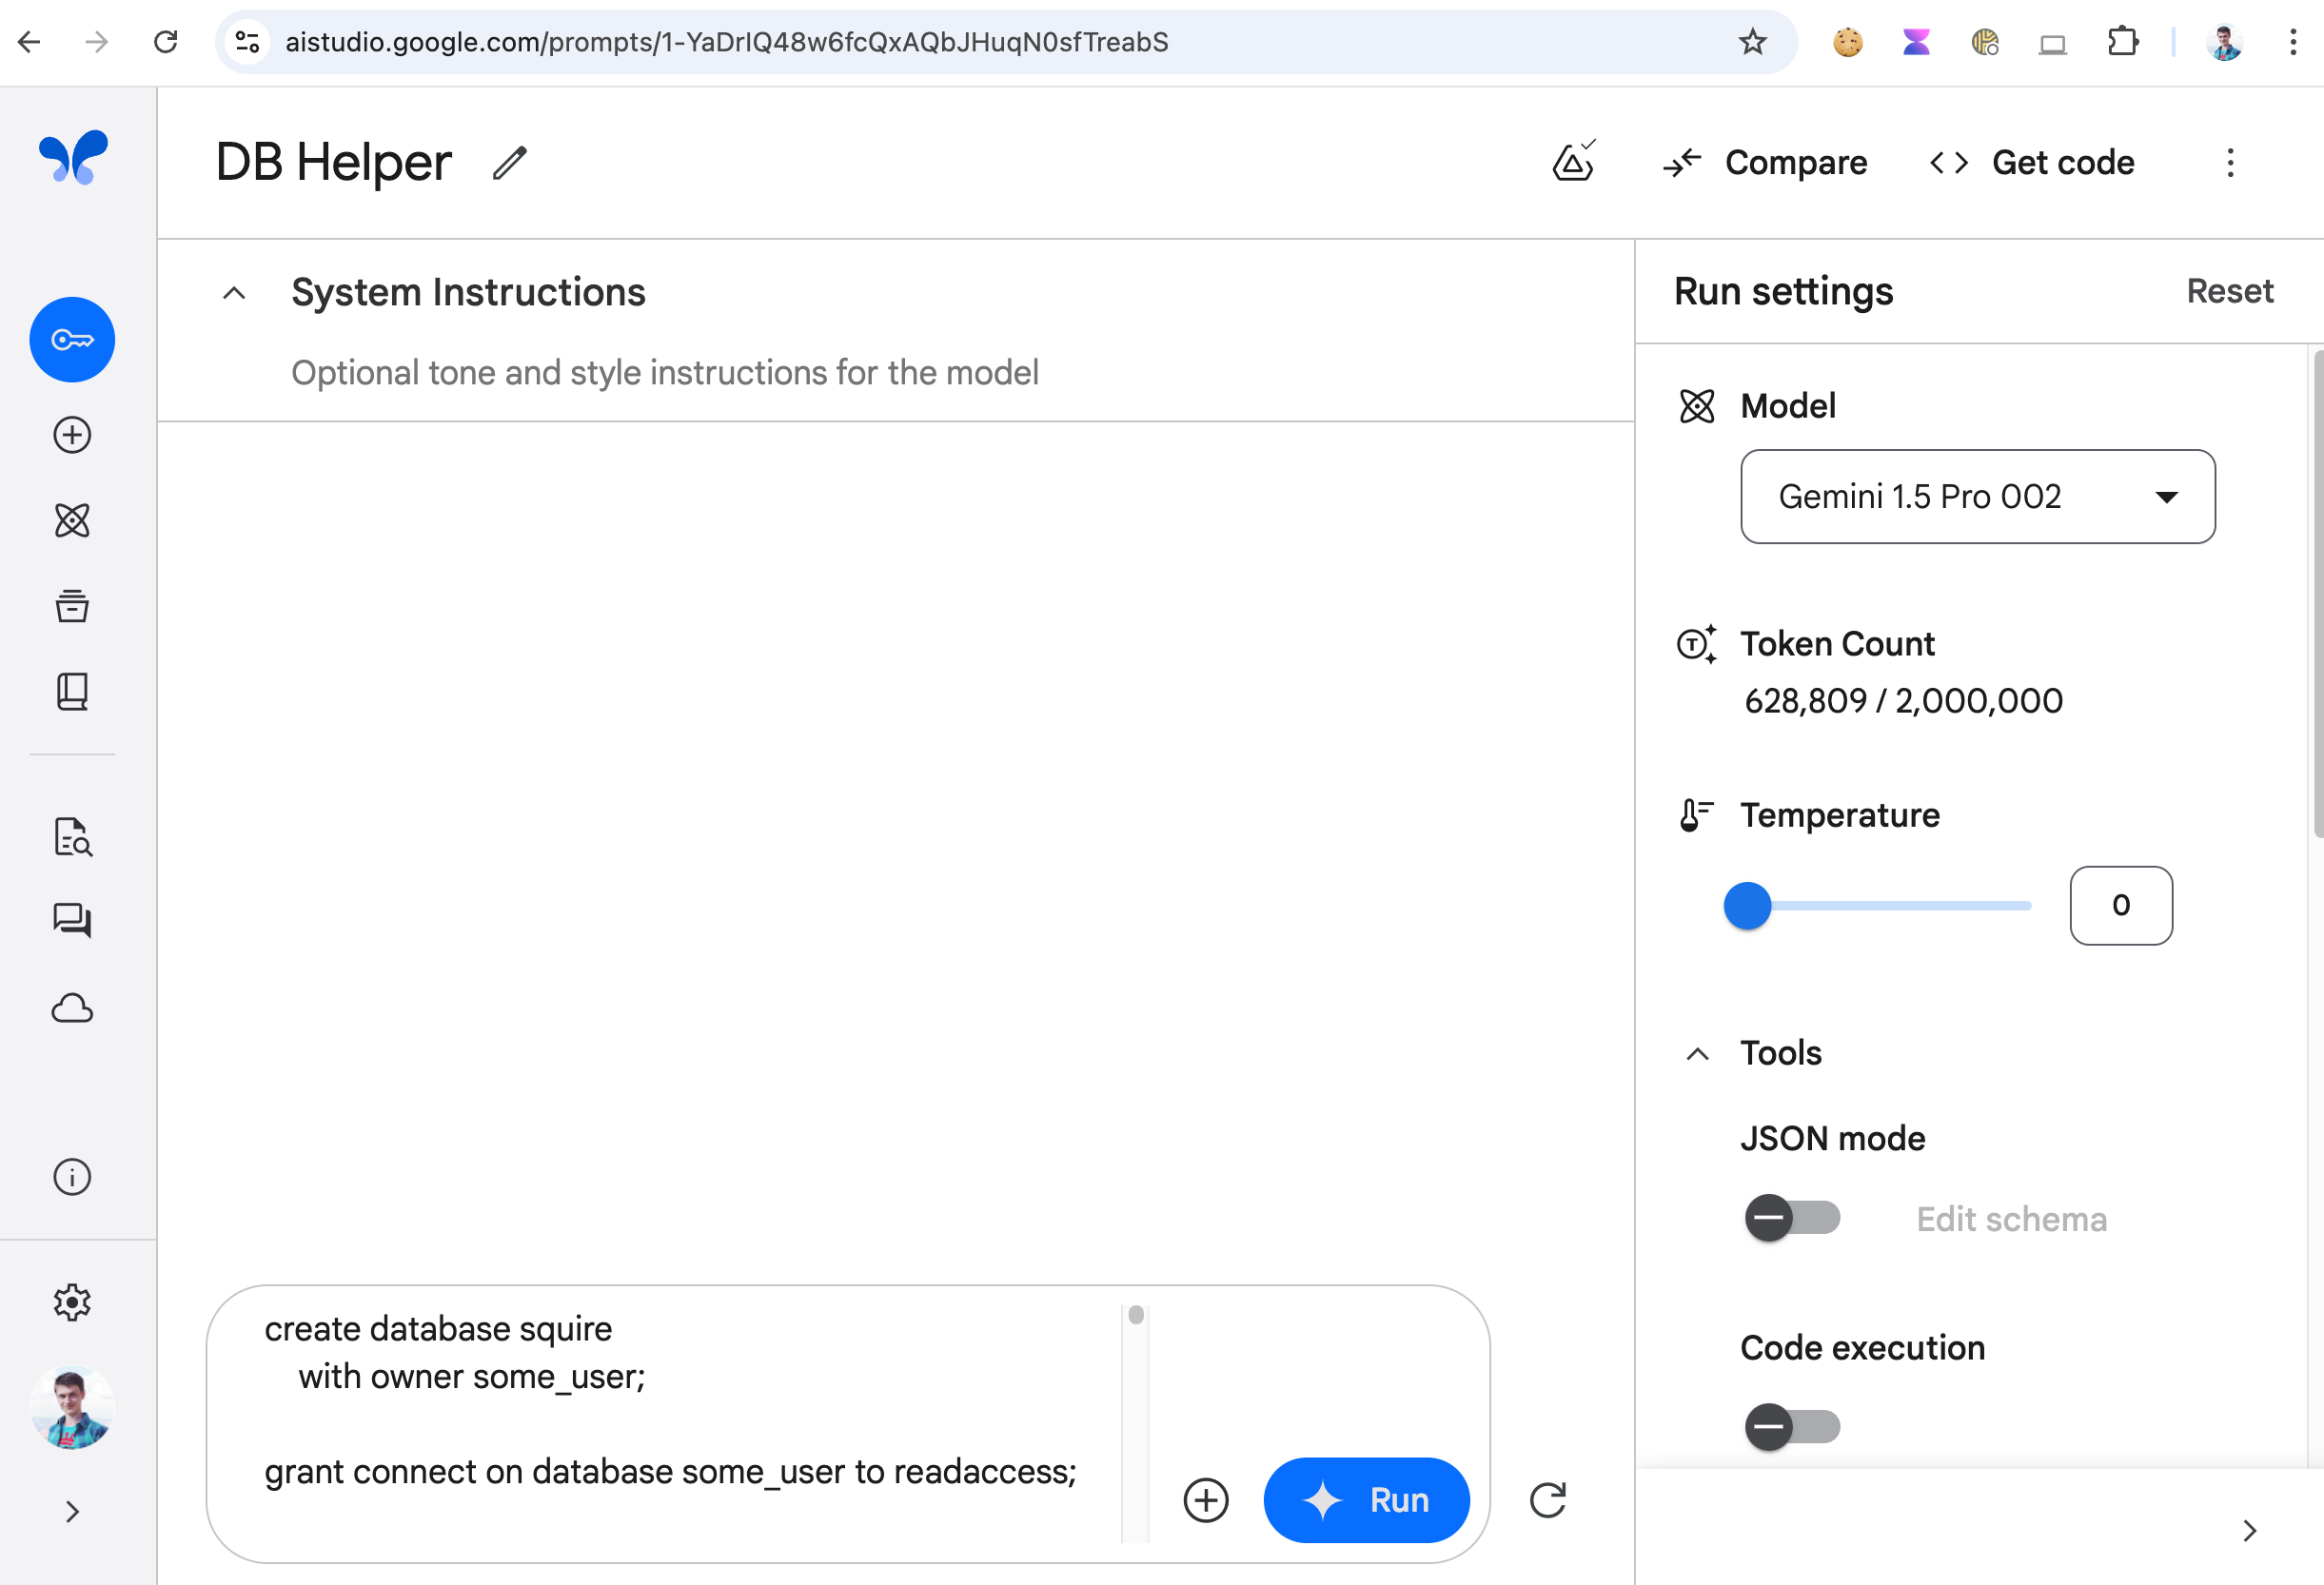 aistudio.google.com/prompts/1-YaDrIQ48w6fcQxAQbJHuqN0sfTreabS
DB Helper
Compare
Get code
System Instructions
Optional tone and style instructions for the model
Run settings
Reset
Model
Gemini 1.5 Pro 002
Token Count
628,809 / 2,000,000
Temperature
0
Tools
JSON mode
Edit schema
Code execution
create database squire
with owner some_user;
grant connect on database some_user to readaccess;
Run